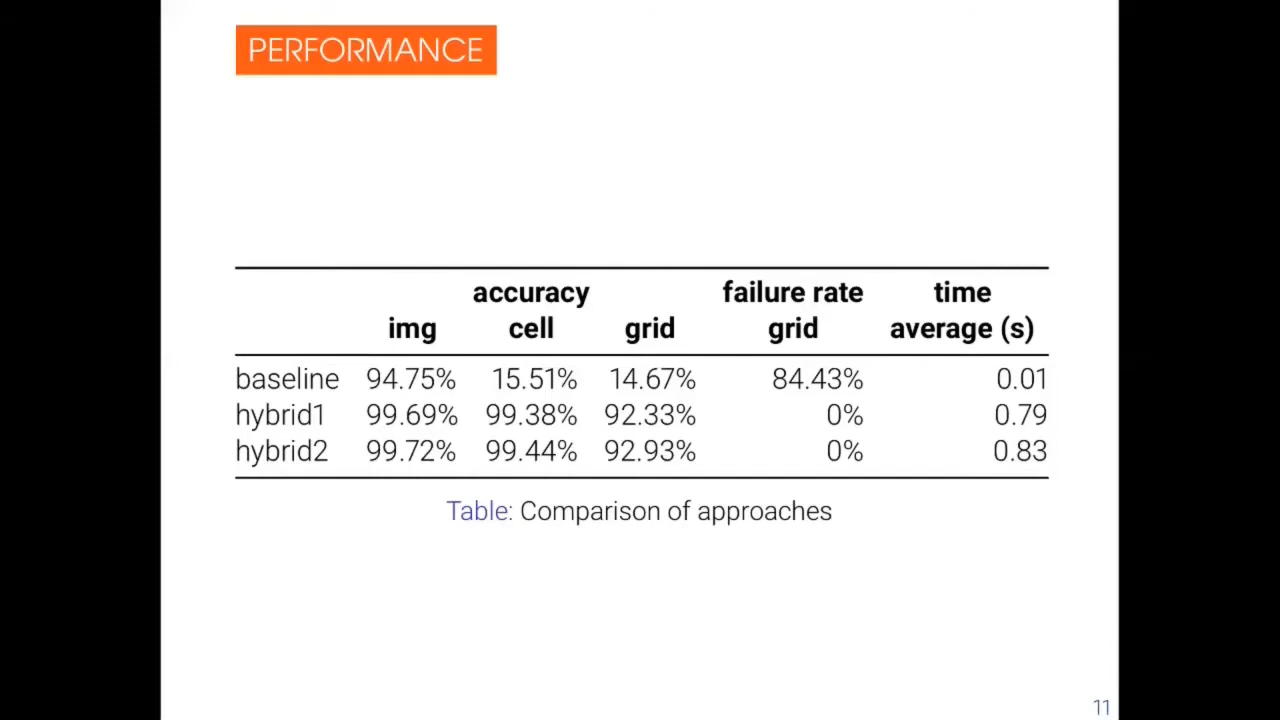 PERFORMANCE
accuracy failure rate time
img cell grid grid average (s)
baseline 94.75% 15.51% 14.67% 84.43% 0.01
hybrid1 99.69% 99.38% 92.33% 0% 0.79
hybrid2 99.72% 99.44% 92.93% 0% 0.83
Table: Comparison of approaches
11